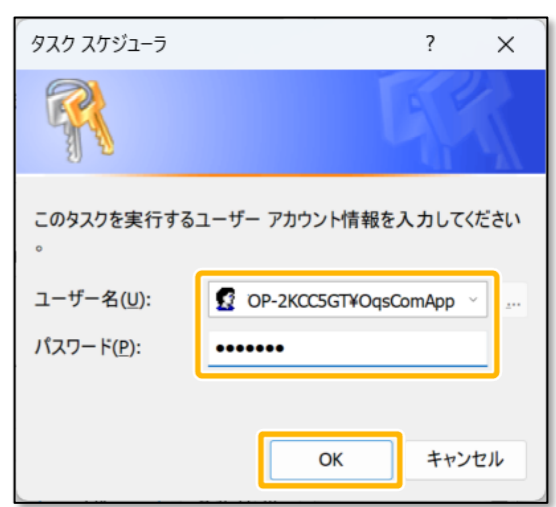 タスク スケジューラ ? ×
このタスクを実行するユーザー アカウント情報を入力してください
。
ユーザー名(U): OP-2KCC5GT¥OqsComApp ...
パスワード(P): ●●●●●●●
OK キャンセル